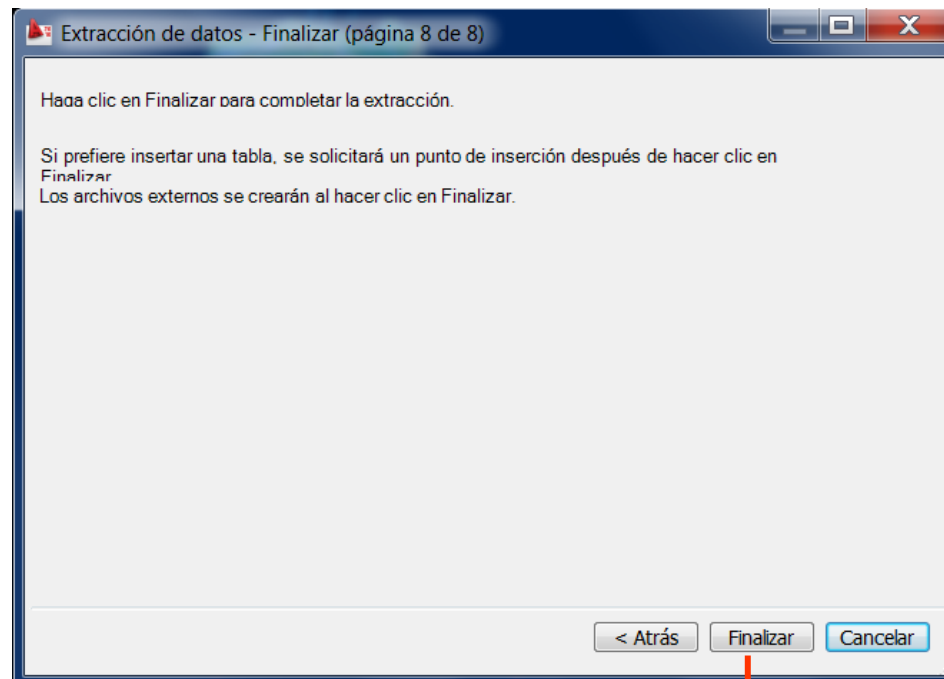 Extracción de datos - Finalizar (página 8 de 8)
Haga clic en Finalizar para completar la extracción.
Si prefiere insertar una tabla, se solicitará un punto de inserción después de hacer clic en
Finalizar
Los archivos externos se crearán al hacer clic en Finalizar.
< Atrás Finalizar Cancelar